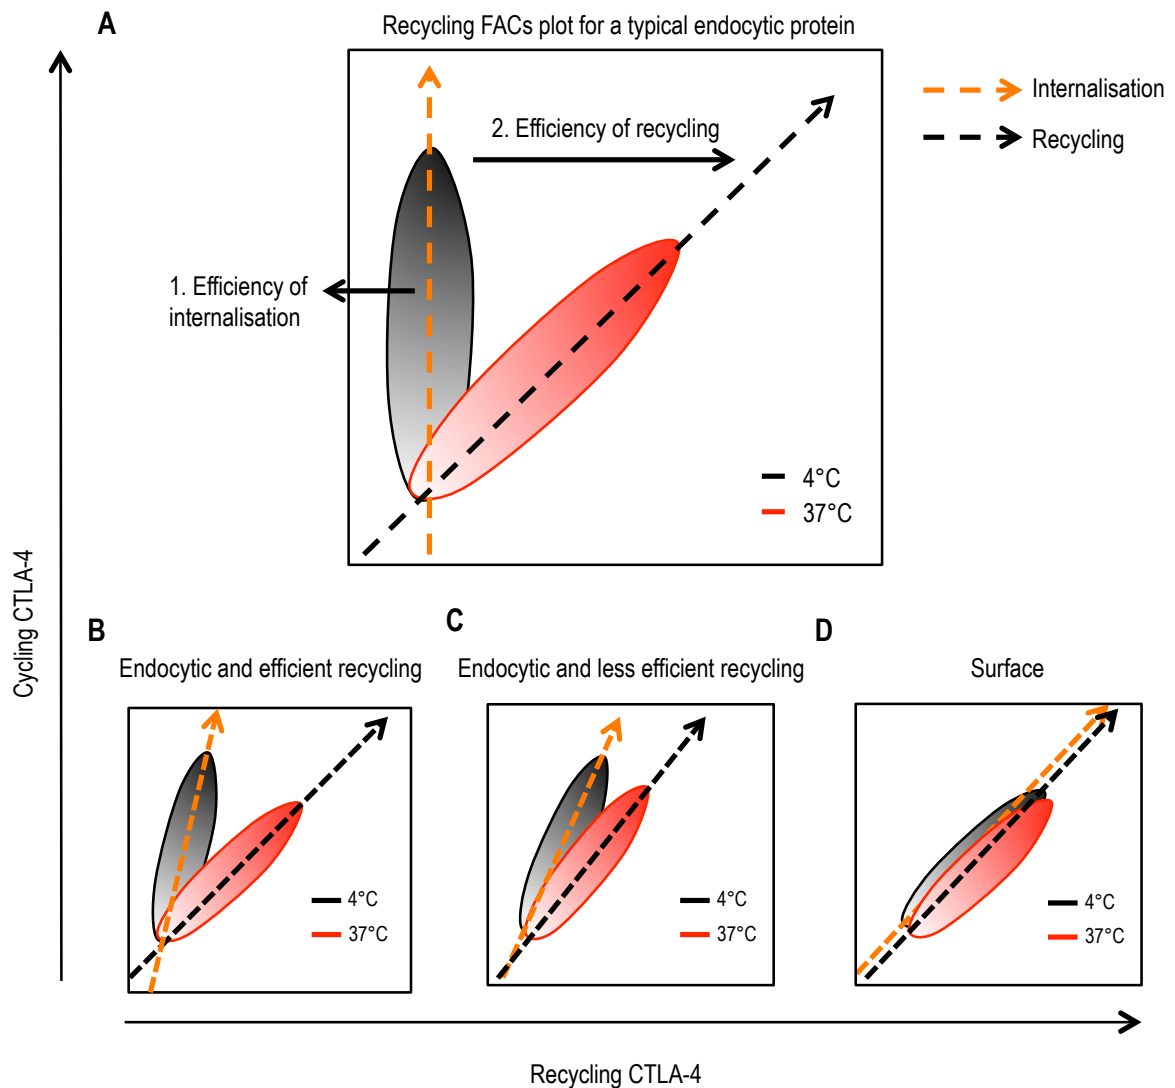 A
Recycling FACs plot for a typical endocytic protein
Internalisation
Recycling
2. Efficiency of recycling
1. Efficiency of
internalisation
4°C
37°C
Cycling CTLA-4
B
Endocytic and efficient recycling
4°C
37°C
C
Endocytic and less efficient recycling
4°C
37°C
D
Surface
4°C
37°C
Recycling CTLA-4